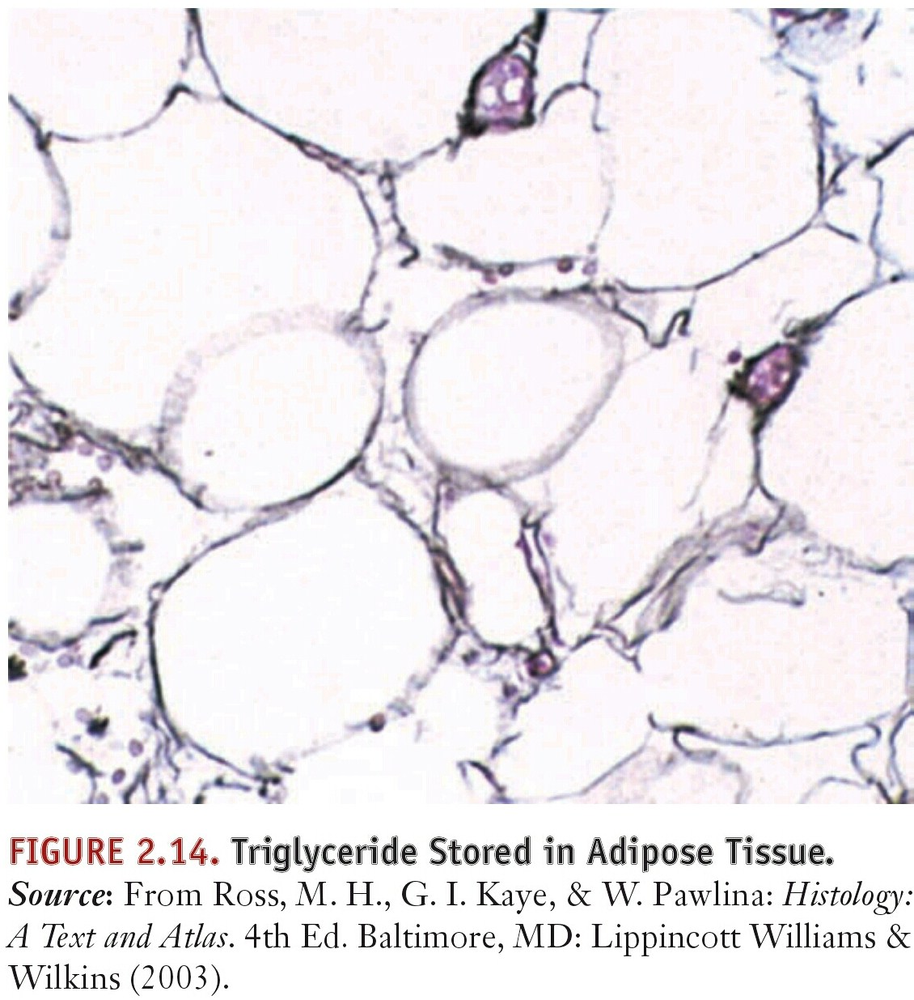 FIGURE 2.14. Triglyceride Stored in Adipose Tissue.
Source: From Ross, M. H., G. I. Kaye, & W. Pawlina: Histology:
A Text and Atlas. 4th Ed. Baltimore, MD: Lippincott Williams &
Wilkins (2003).